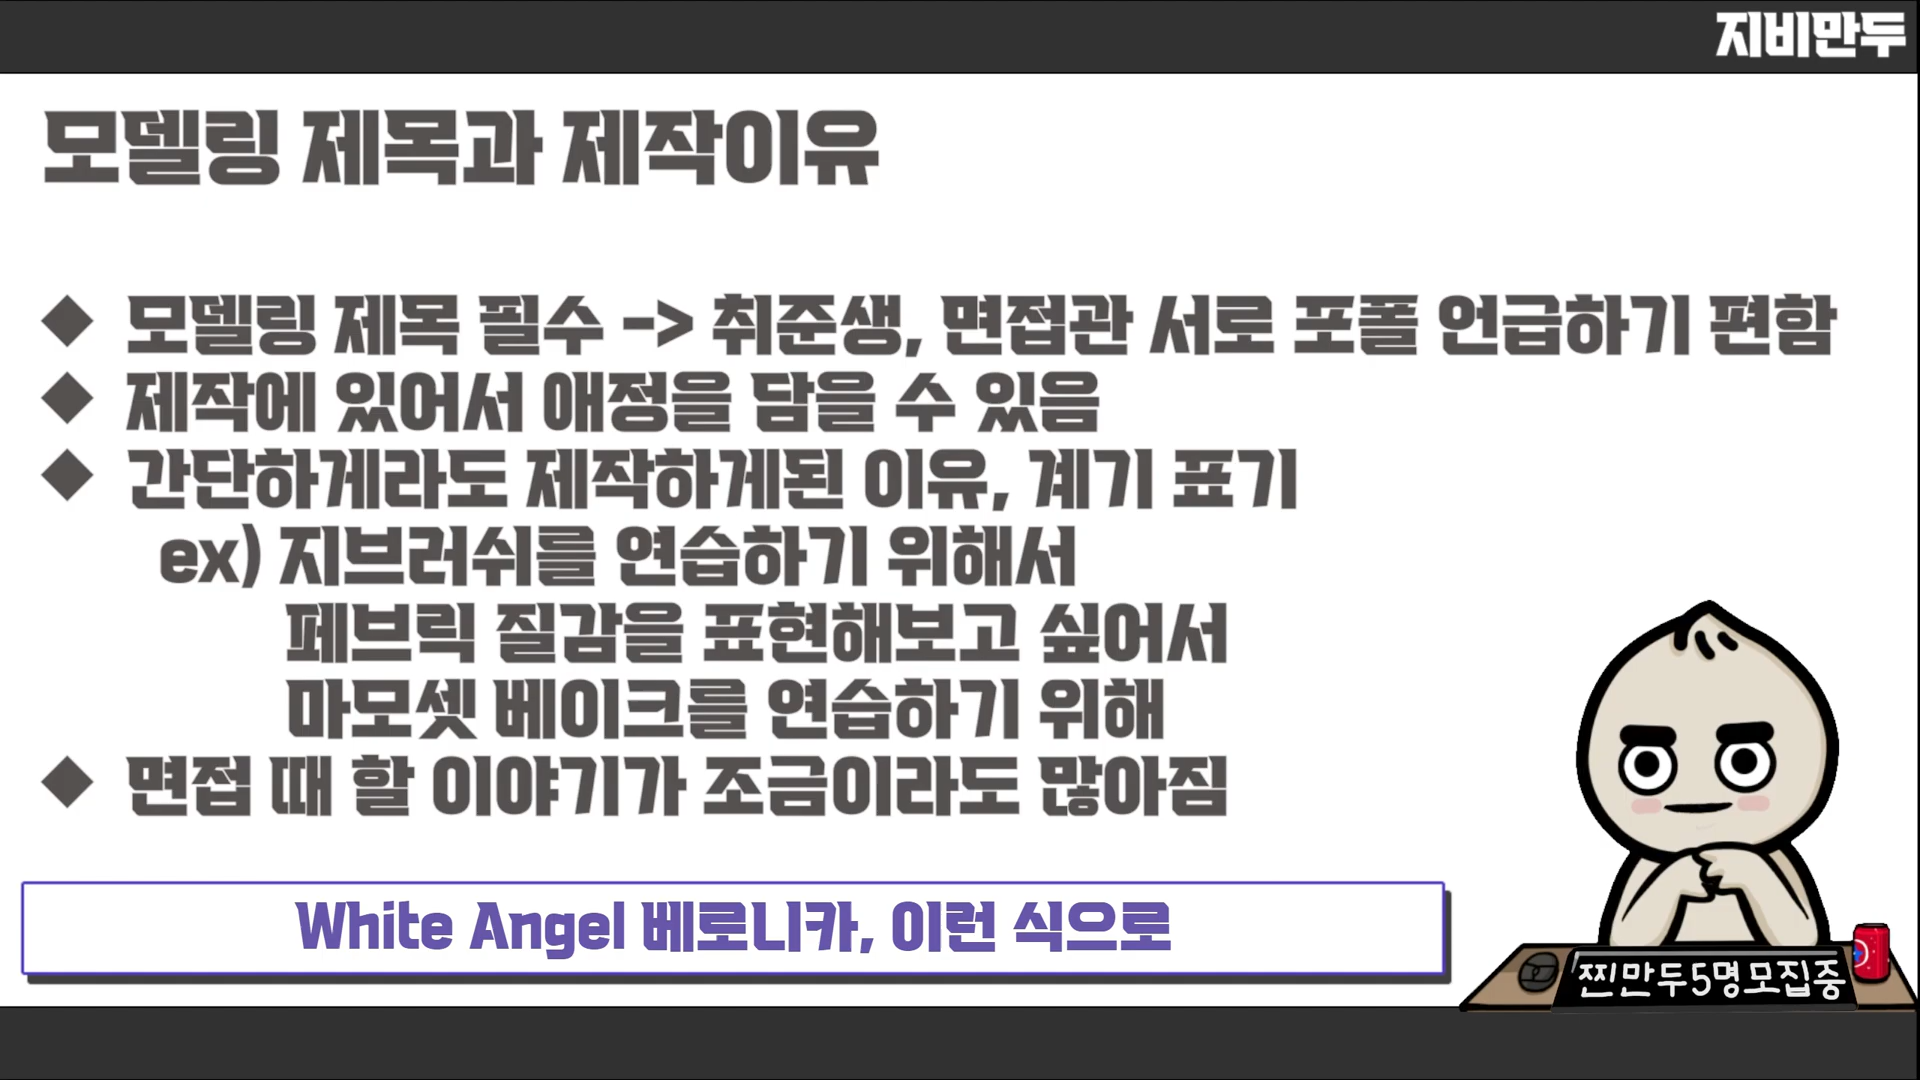 지비만두
모델링 제목과 제작이유
◆ 모델링 제목 필수 -> 취준생, 면접관 서로 포폴 언급하기 편함
◆ 제작에 있어서 애정을 담을 수 있음
◆ 간단하게라도 제작하게된 이유, 계기 표기
ex) 지브러쉬를 연습하기 위해서
페브릭 질감을 표현해보고 싶어서
마모셋 베이크를 연습하기 위해
◆ 면접 때 할 이야기가 조금이라도 많아짐
White Angel 베로니카, 이런 식으로
찐만두5명모집중